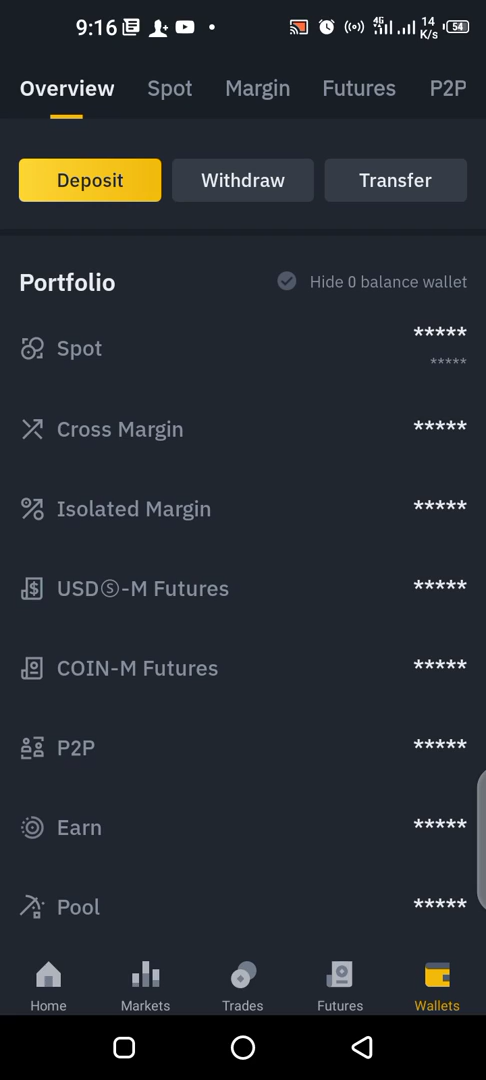 9:16 4G 14 K/s 54
Overview Spot Margin Futures P2P
Deposit Withdraw Transfer
Portfolio Hide 0 balance wallet
Spot *****
*****
Cross Margin *****
Isolated Margin *****
USDⓈ-M Futures *****
COIN-M Futures *****
P2P *****
Earn *****
Pool *****
Home Markets Trades Futures Wallets